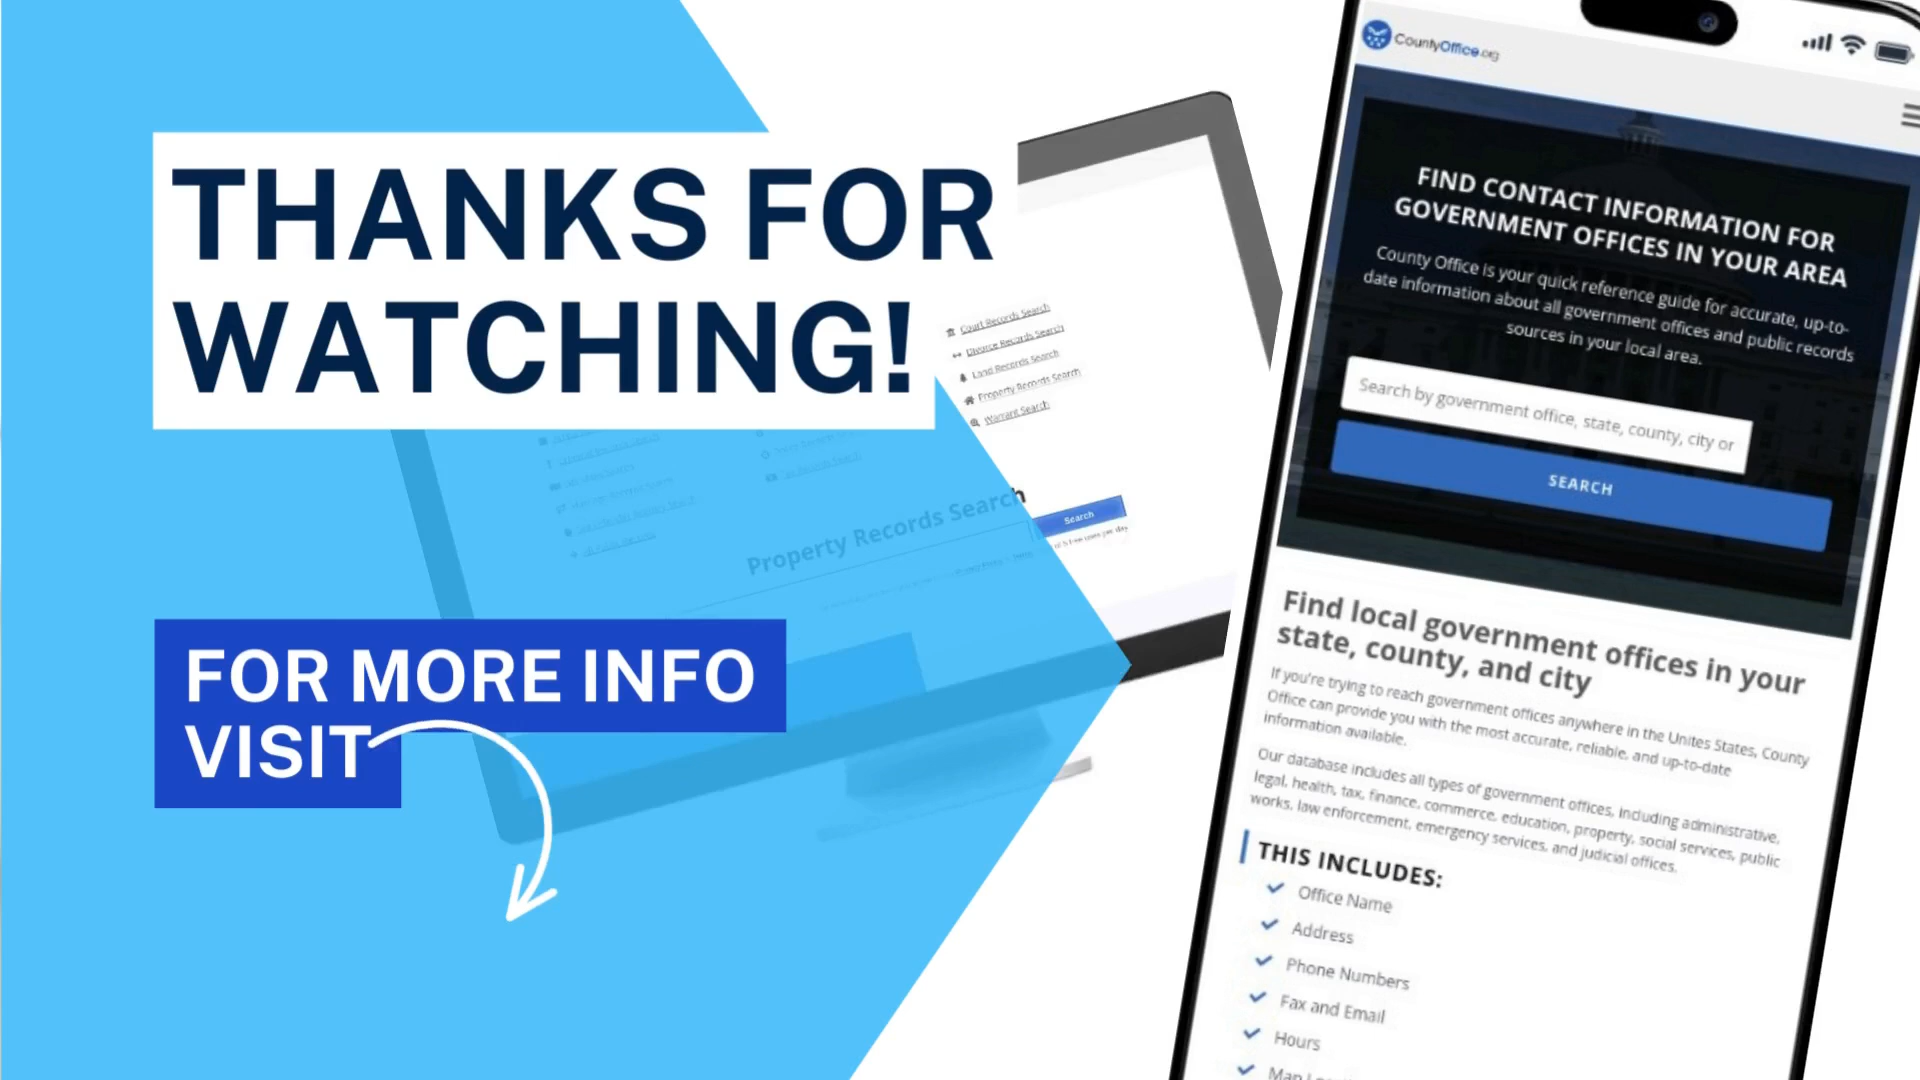 THANKS FOR
WATCHING!
FOR MORE INFO
VISIT
Court Records Search
Divorce Records Search
Land Records Search
Property Records Search
Warrant Search
Property Records Search
Search
of 5 free uses per day
CountyOffice.org
FIND CONTACT INFORMATION FOR
GOVERNMENT OFFICES IN YOUR AREA
County Office is your quick reference guide for accurate, up-to-
date information about all government offices and public records
sources in your local area.
Search by government office, state, county, city or
SEARCH
Find local government offices in your
state, county, and city
If you're trying to reach government offices anywhere in the Unites States, County
Office can provide you with the most accurate, reliable, and up-to-date
information available.
Our database includes all types of government offices, including administrative,
legal, health, tax, finance, commerce, education, property, social services, public
works, law enforcement, emergency services, and judicial offices.
THIS INCLUDES:
Office Name
Address
Phone Numbers
Fax and Email
Hours
Map